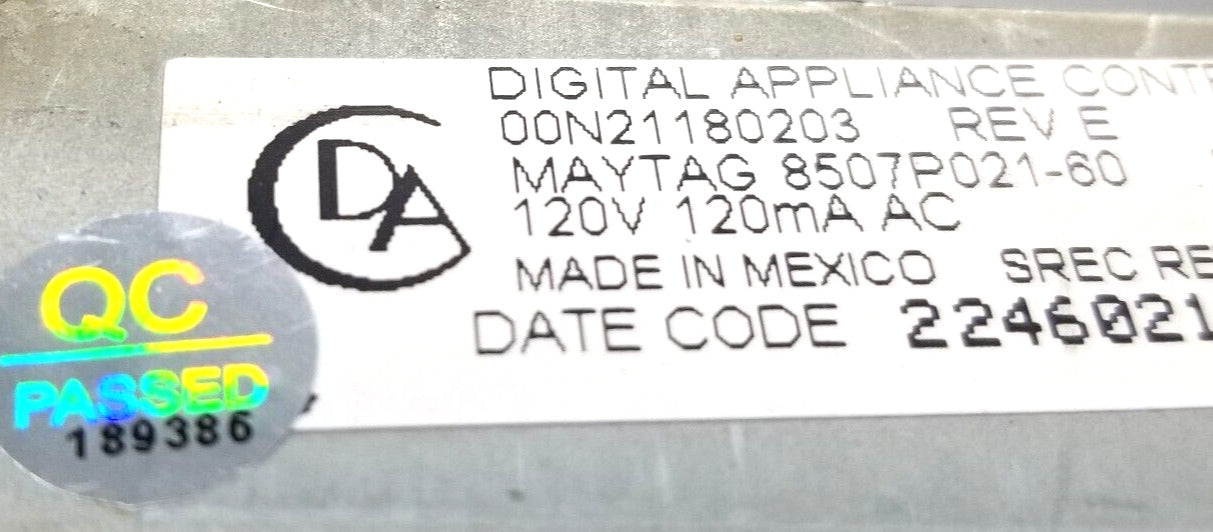 DIGITAL APPLIANCE CONT
00N21180203 REV E
MAYTAG 8507P021-60
120V 120mA AC
MADE IN MEXICO SREC RE
DATE CODE 2246021
DA
QC
PASSED
189386